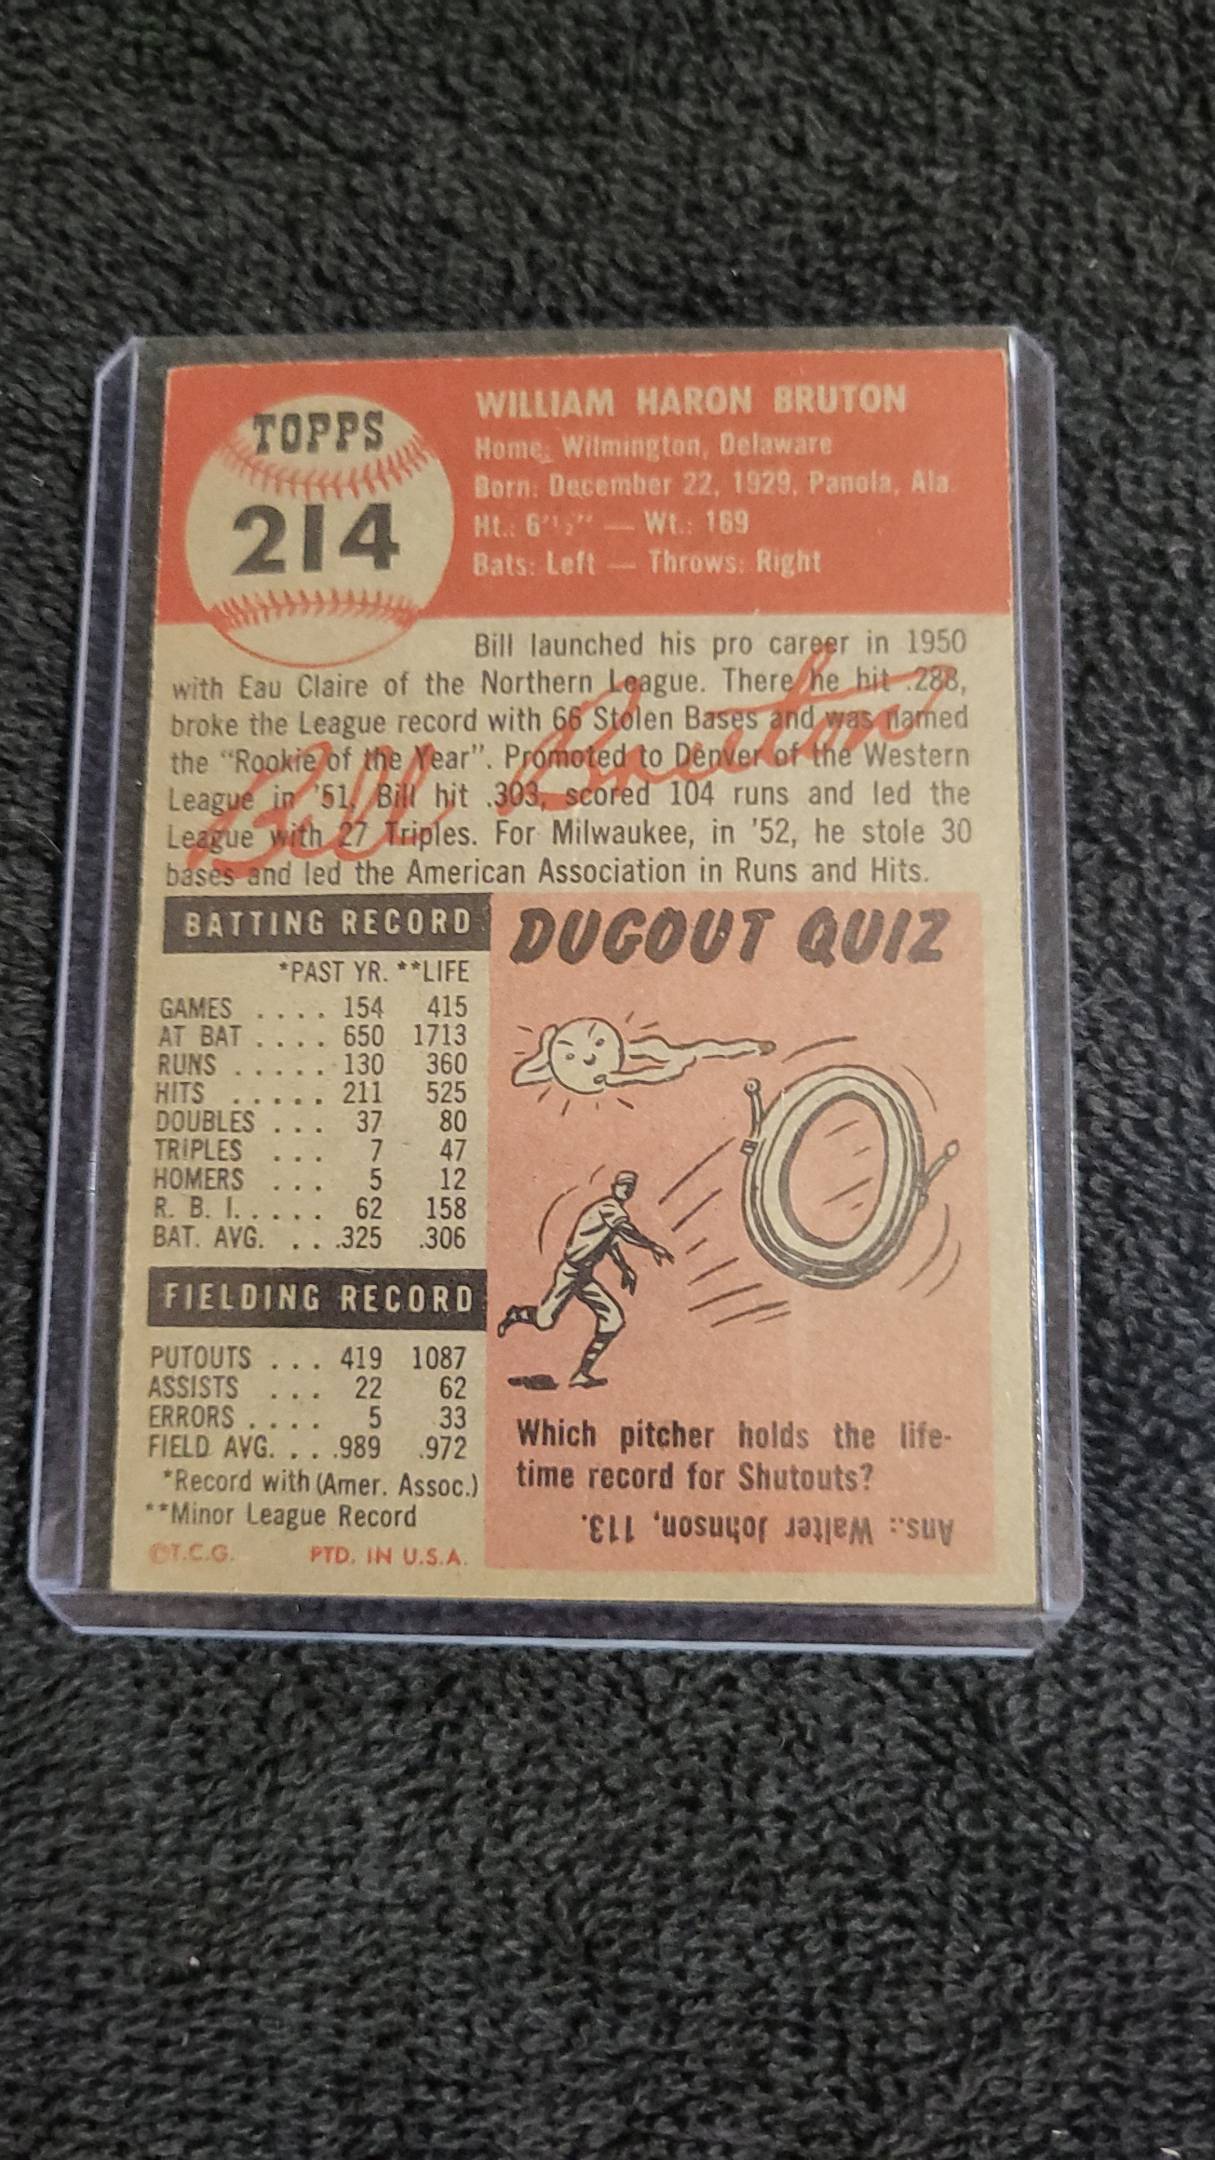 TOPPS
214
WILLIAM HARON BRUTON
Home: Wilmington, Delaware
Born: December 22, 1929, Panola, Ala.
Ht.: 6'½" — Wt.: 169
Bats: Left — Throws: Right
Bill launched his pro career in 1950
with Eau Claire of the Northern League. There he hit .288,
broke the League record with 66 Stolen Bases and was named
the "Rookie of the Year". Promoted to Denver of the Western
League in '51, Bill hit .303, scored 104 runs and led the
League with 27 Triples. For Milwaukee, in '52, he stole 30
bases and led the American Association in Runs and Hits.
Bill Bruton
BATTING RECORD
*PAST YR. **LIFE
GAMES . . . . 154 415
AT BAT . . . . 650 1713
RUNS . . . . . 130 360
HITS . . . . . 211 525
DOUBLES . . . 37 80
TRIPLES . . . 7 47
HOMERS . . . 5 12
R. B. I. . . . . 62 158
BAT. AVG. . . .325 .306
FIELDING RECORD
PUTOUTS . . . 419 1087
ASSISTS . . . 22 62
ERRORS . . . . 5 33
FIELD AVG. . . .989 .972
*Record with (Amer. Assoc.)
**Minor League Record
©T.C.G. PTD. IN U.S.A.
DUGOUT QUIZ
Which pitcher holds the life-
time record for Shutouts?
Ans.: Walter Johnson, 113.